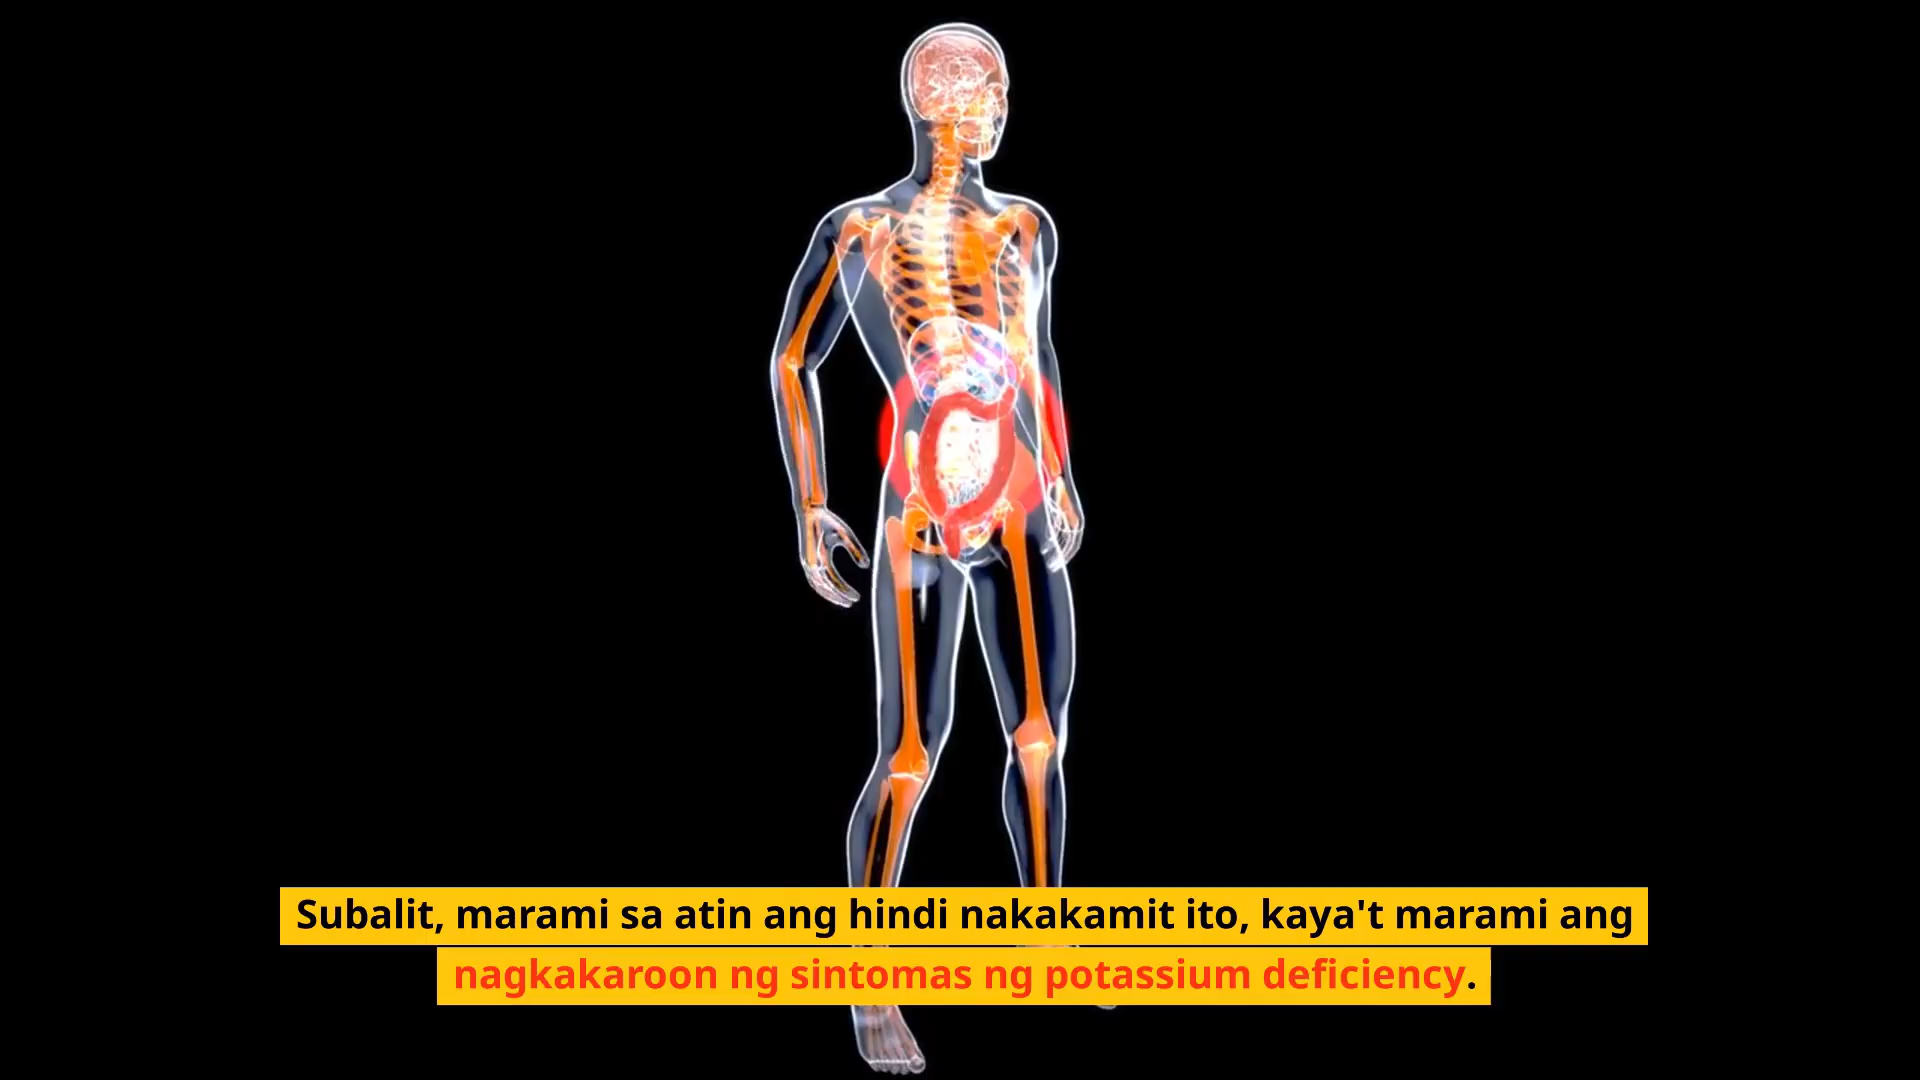 Subalit, marami sa atin ang hindi nakakamit ito, kaya't marami ang
nagkakaroon ng sintomas ng potassium deficiency.